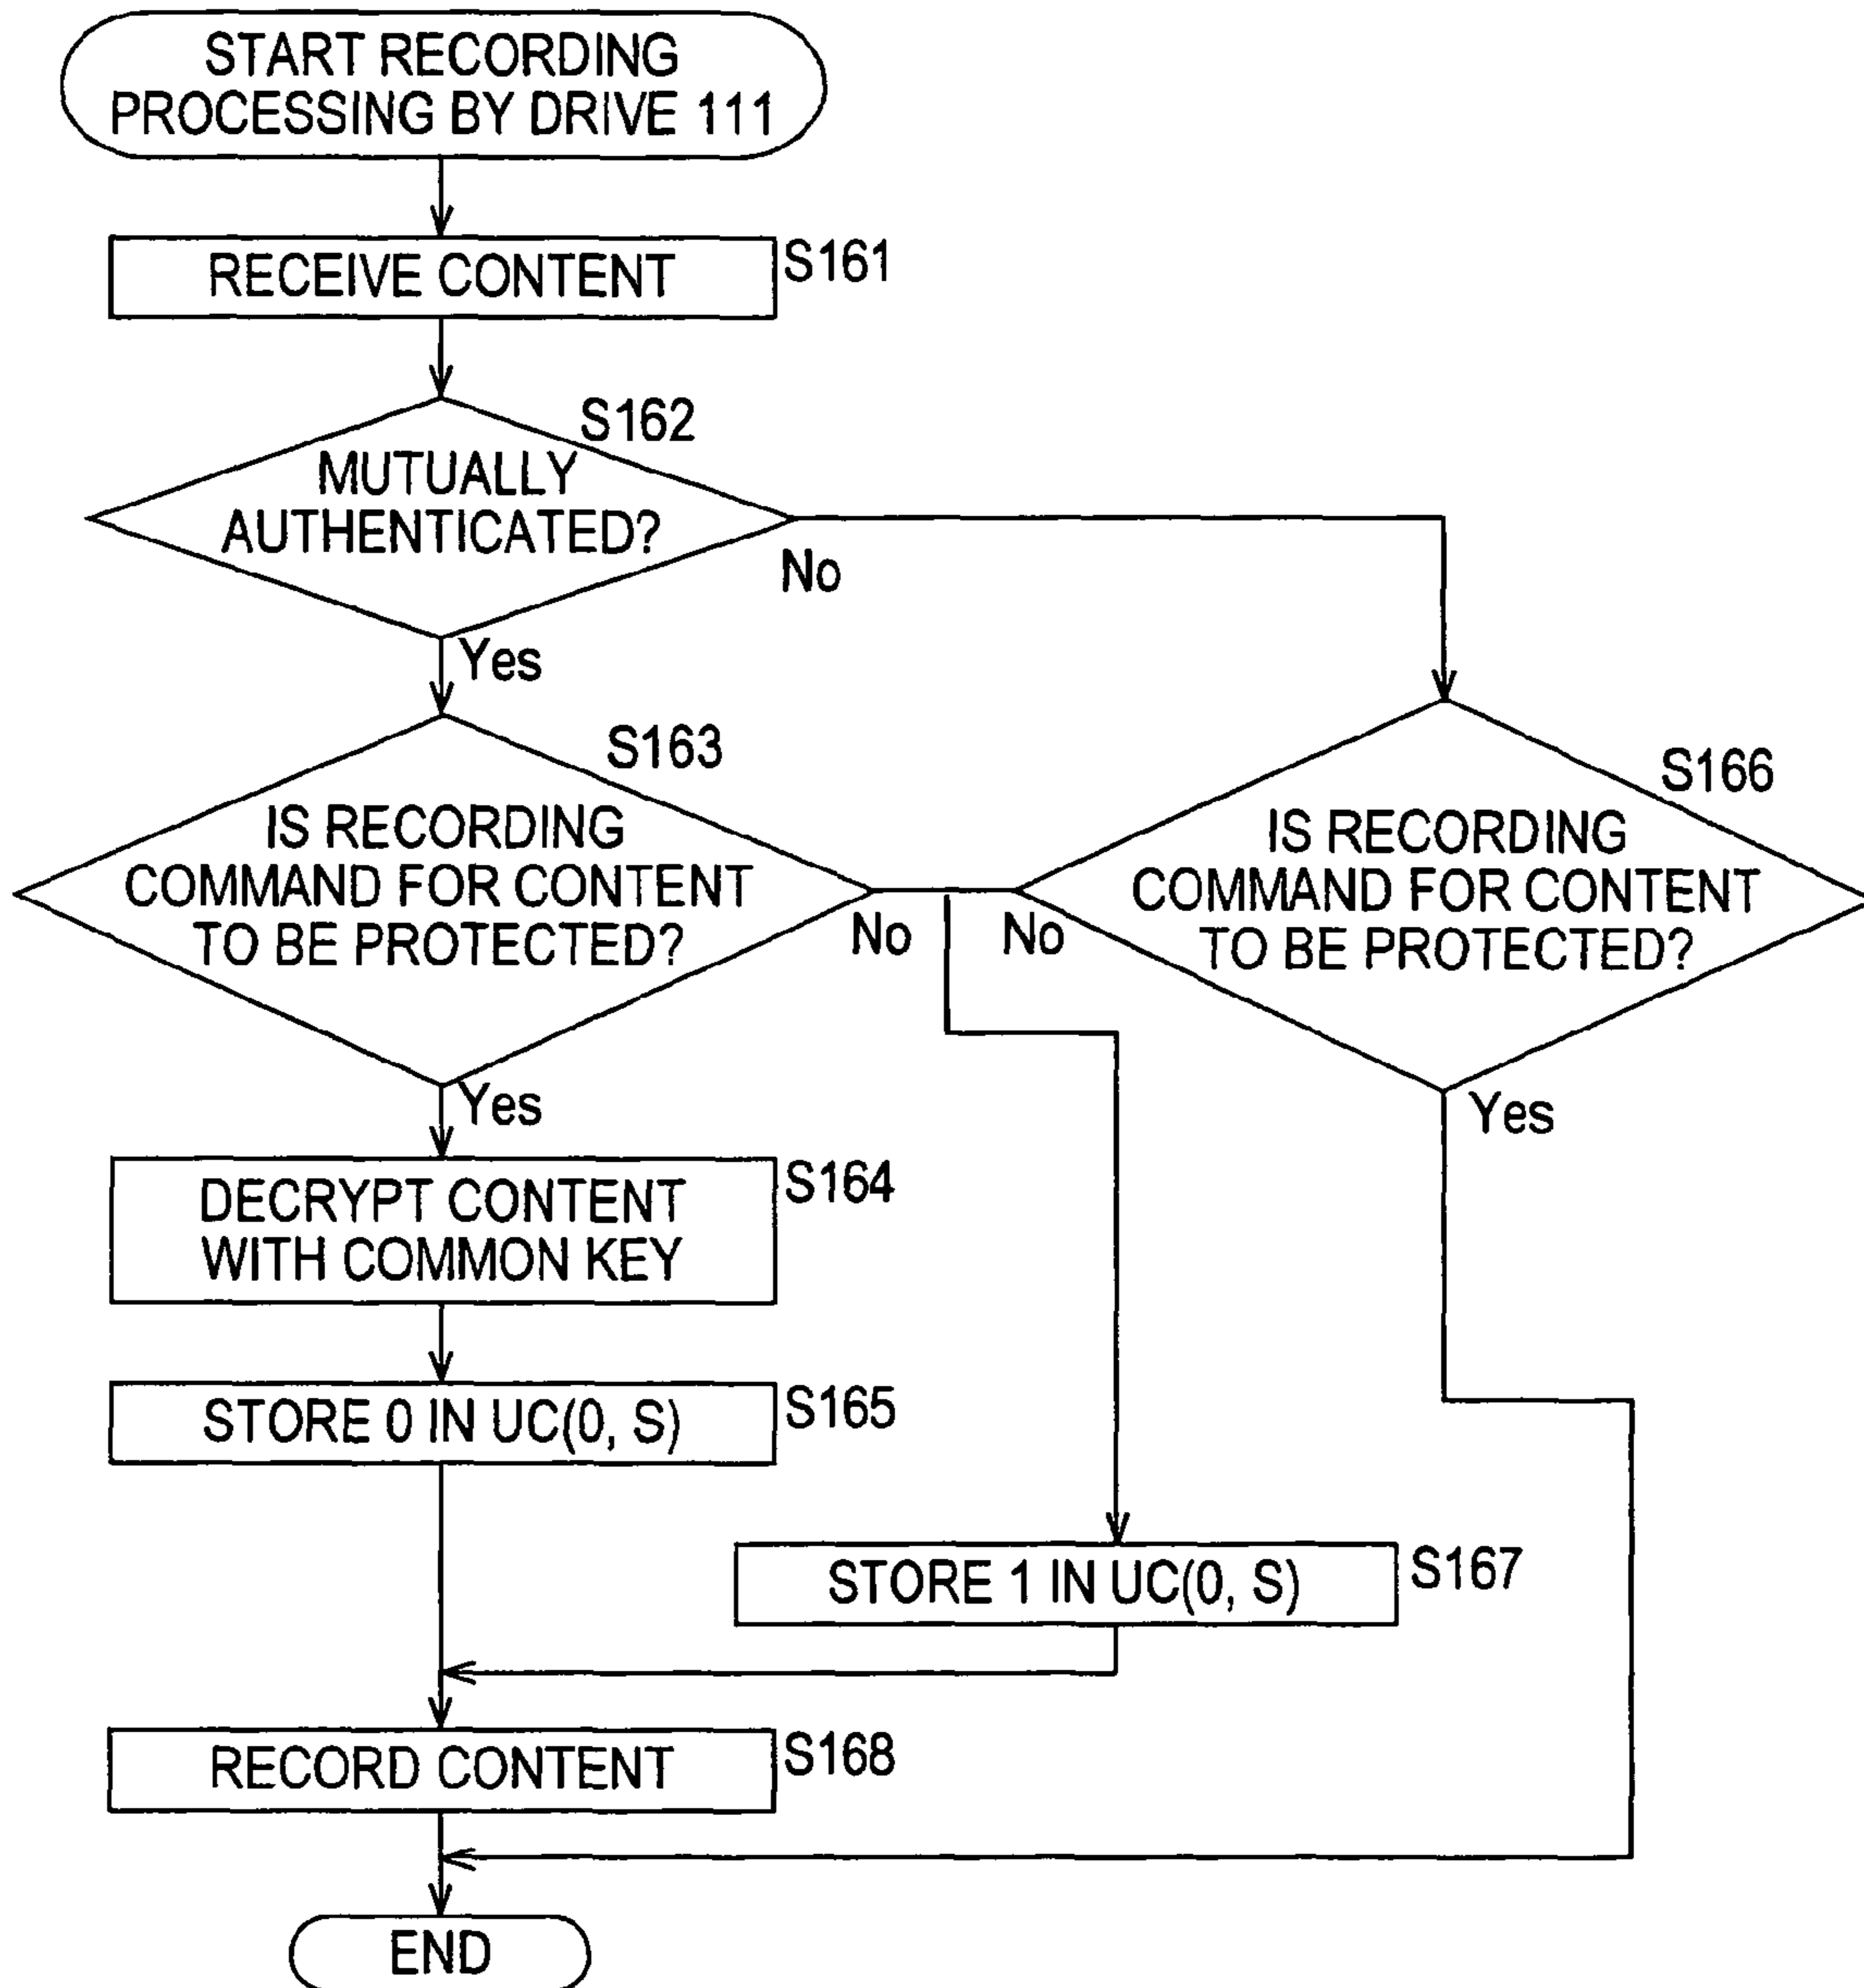 START RECORDING
PROCESSING BY DRIVE 111
RECEIVE CONTENT
S161
S162
MUTUALLY
AUTHENTICATED?
No
Yes
S163
IS RECORDING
COMMAND FOR CONTENT
TO BE PROTECTED?
No
Yes
S166
IS RECORDING
COMMAND FOR CONTENT
TO BE PROTECTED?
No
Yes
DECRYPT CONTENT
WITH COMMON KEY
S164
STORE 0 IN UC(0, S)
S165
STORE 1 IN UC(0, S)
S167
RECORD CONTENT
S168
END